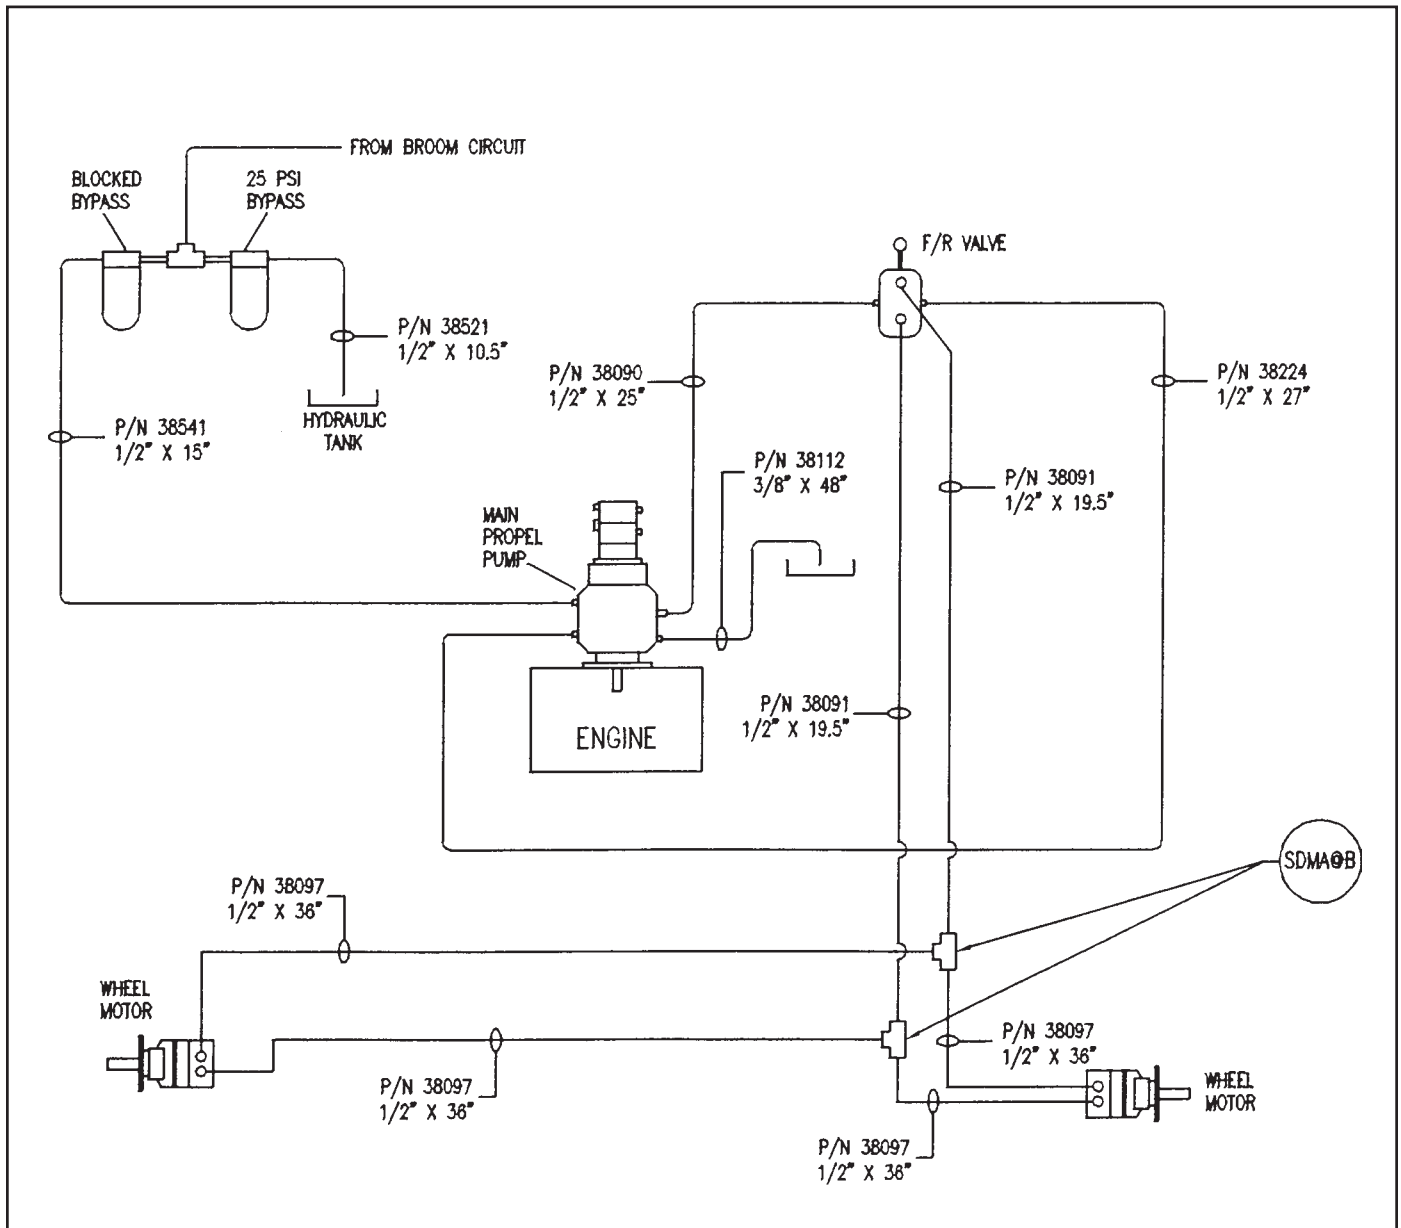 FROM BROOM CIRCUIT
BLOCKED
BYPASS
25 PSI
BYPASS
F/R VALVE
P/N 38521
1/2" X 10.5"
HYDRAULIC
TANK
P/N 38541
1/2" X 15"
P/N 38090
1/2" X 25"
P/N 38224
1/2" X 27"
P/N 38112
3/8" X 48"
P/N 38091
1/2" X 19.5"
MAIN
PROPEL
PUMP
P/N 38091
1/2" X 19.5"
ENGINE
SDMA@B
P/N 38097
1/2" X 36"
WHEEL
MOTOR
P/N 38097
1/2" X 36"
P/N 38097
1/2" X 36"
WHEEL
MOTOR
P/N 38097
1/2" X 36"